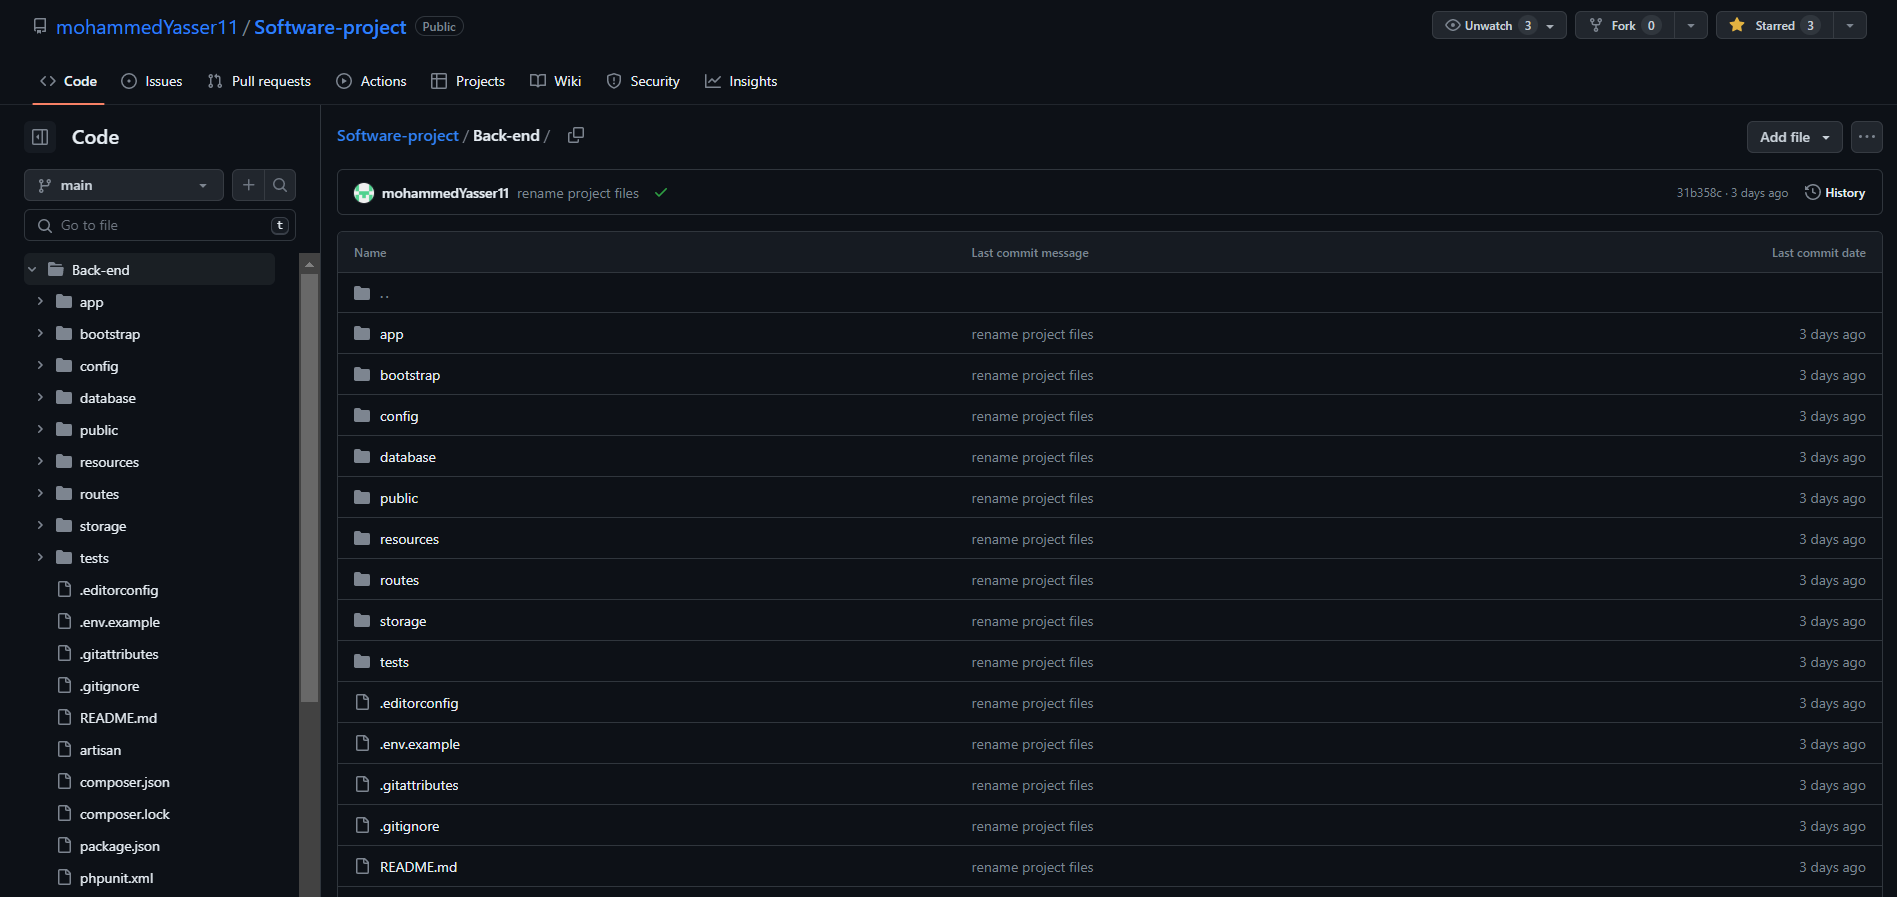 mohammedYasser11 / Software-project Public
Unwatch 3 Fork 0 Starred 3
Code Issues Pull requests Actions Projects Wiki Security Insights
Code
main
Go to file t
Back-end
app
bootstrap
config
database
public
resources
routes
storage
tests
.editorconfig
.env.example
.gitattributes
.gitignore
README.md
artisan
composer.json
composer.lock
package.json
phpunit.xml
Software-project / Back-end /
Add file
mohammedYasser11 rename project files 31b358c · 3 days ago History
Name Last commit message Last commit date
..
app rename project files 3 days ago
bootstrap rename project files 3 days ago
config rename project files 3 days ago
database rename project files 3 days ago
public rename project files 3 days ago
resources rename project files 3 days ago
routes rename project files 3 days ago
storage rename project files 3 days ago
tests rename project files 3 days ago
.editorconfig rename project files 3 days ago
.env.example rename project files 3 days ago
.gitattributes rename project files 3 days ago
.gitignore rename project files 3 days ago
README.md rename project files 3 days ago